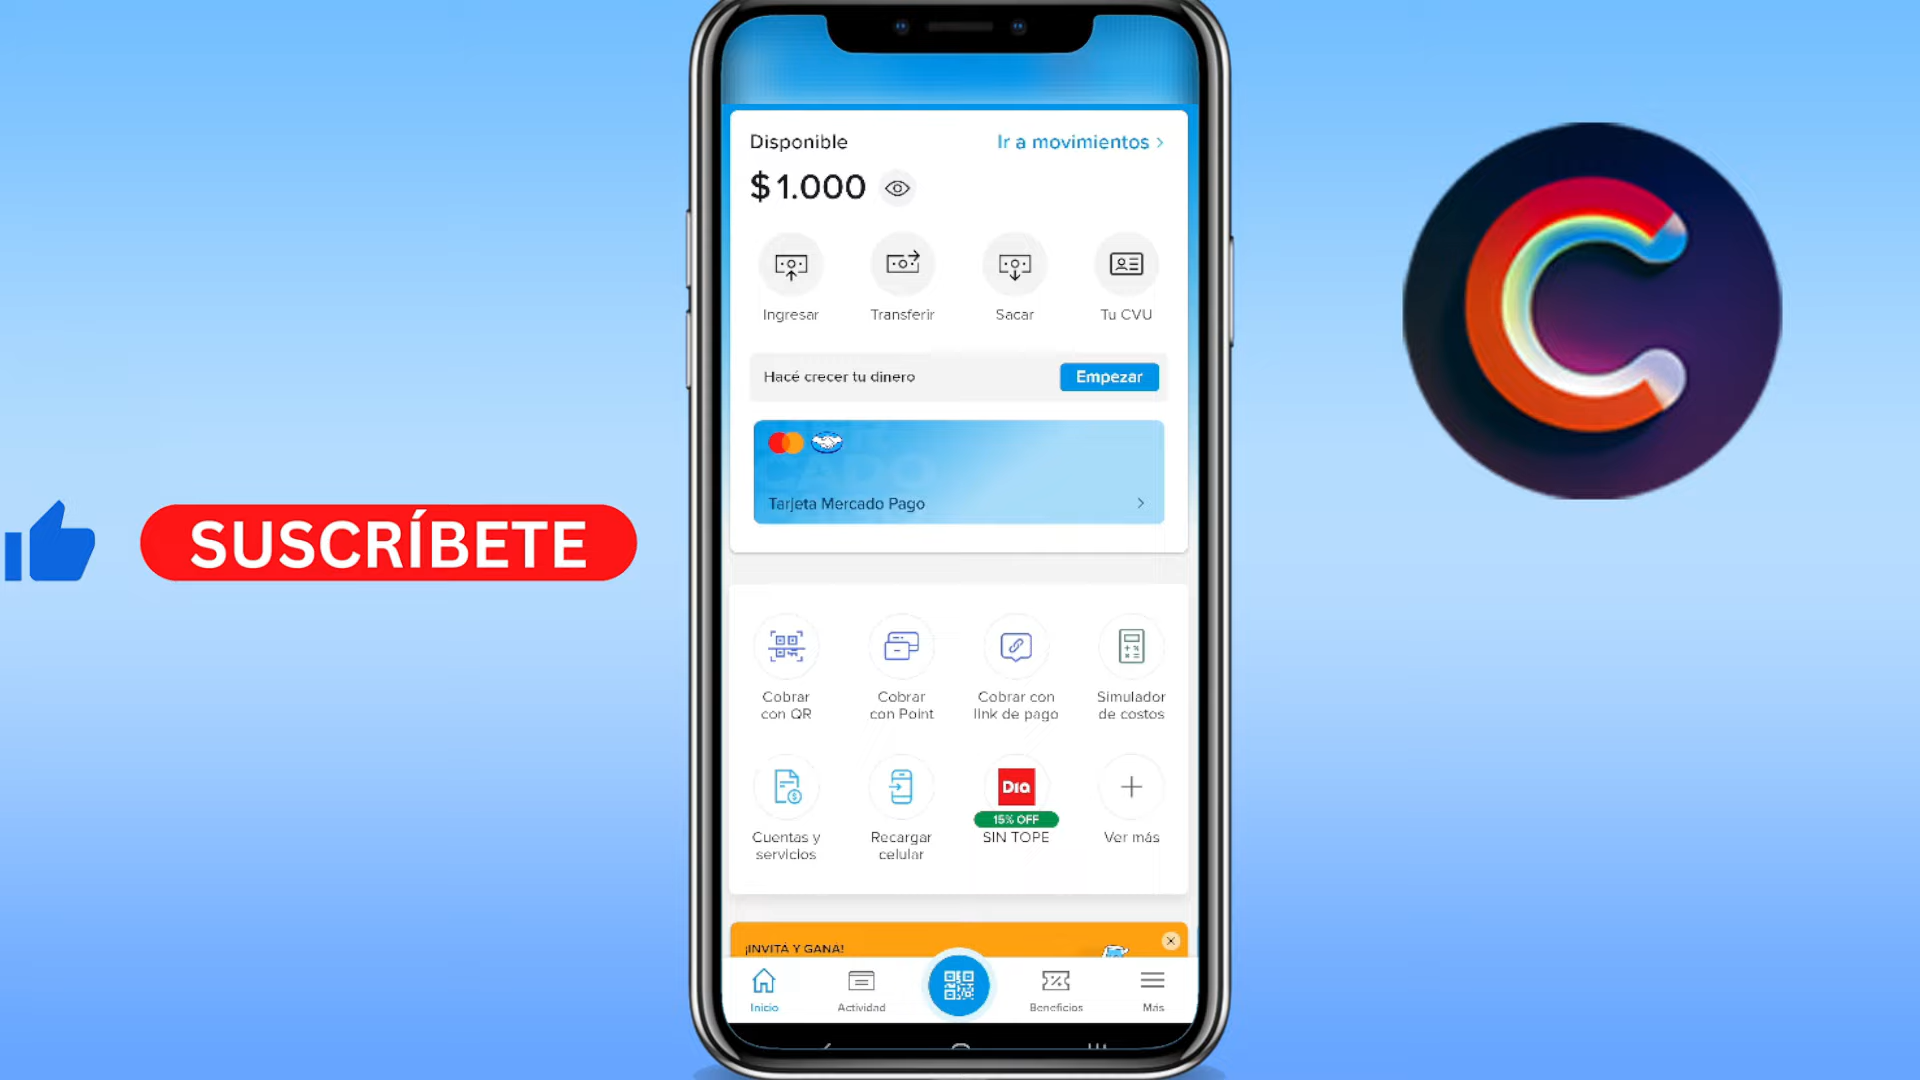 Disponible
Ir a movimientos >
$ 1.000
Ingresar
Transferir
Sacar
Tu CVU
Hacé crecer tu dinero
Empezar
CADO
Tarjeta Mercado Pago
SUSCRÍBETE
Cobrar
con QR
Cobrar
con Point
Cobrar con
link de pago
Simulador
de costos
Cuentas y
servicios
Recargar
celular
Dia
15% OFF
SIN TOPE
Ver más
¡INVITÁ Y GANA!
Inicio
Actividad
Beneficios
Más